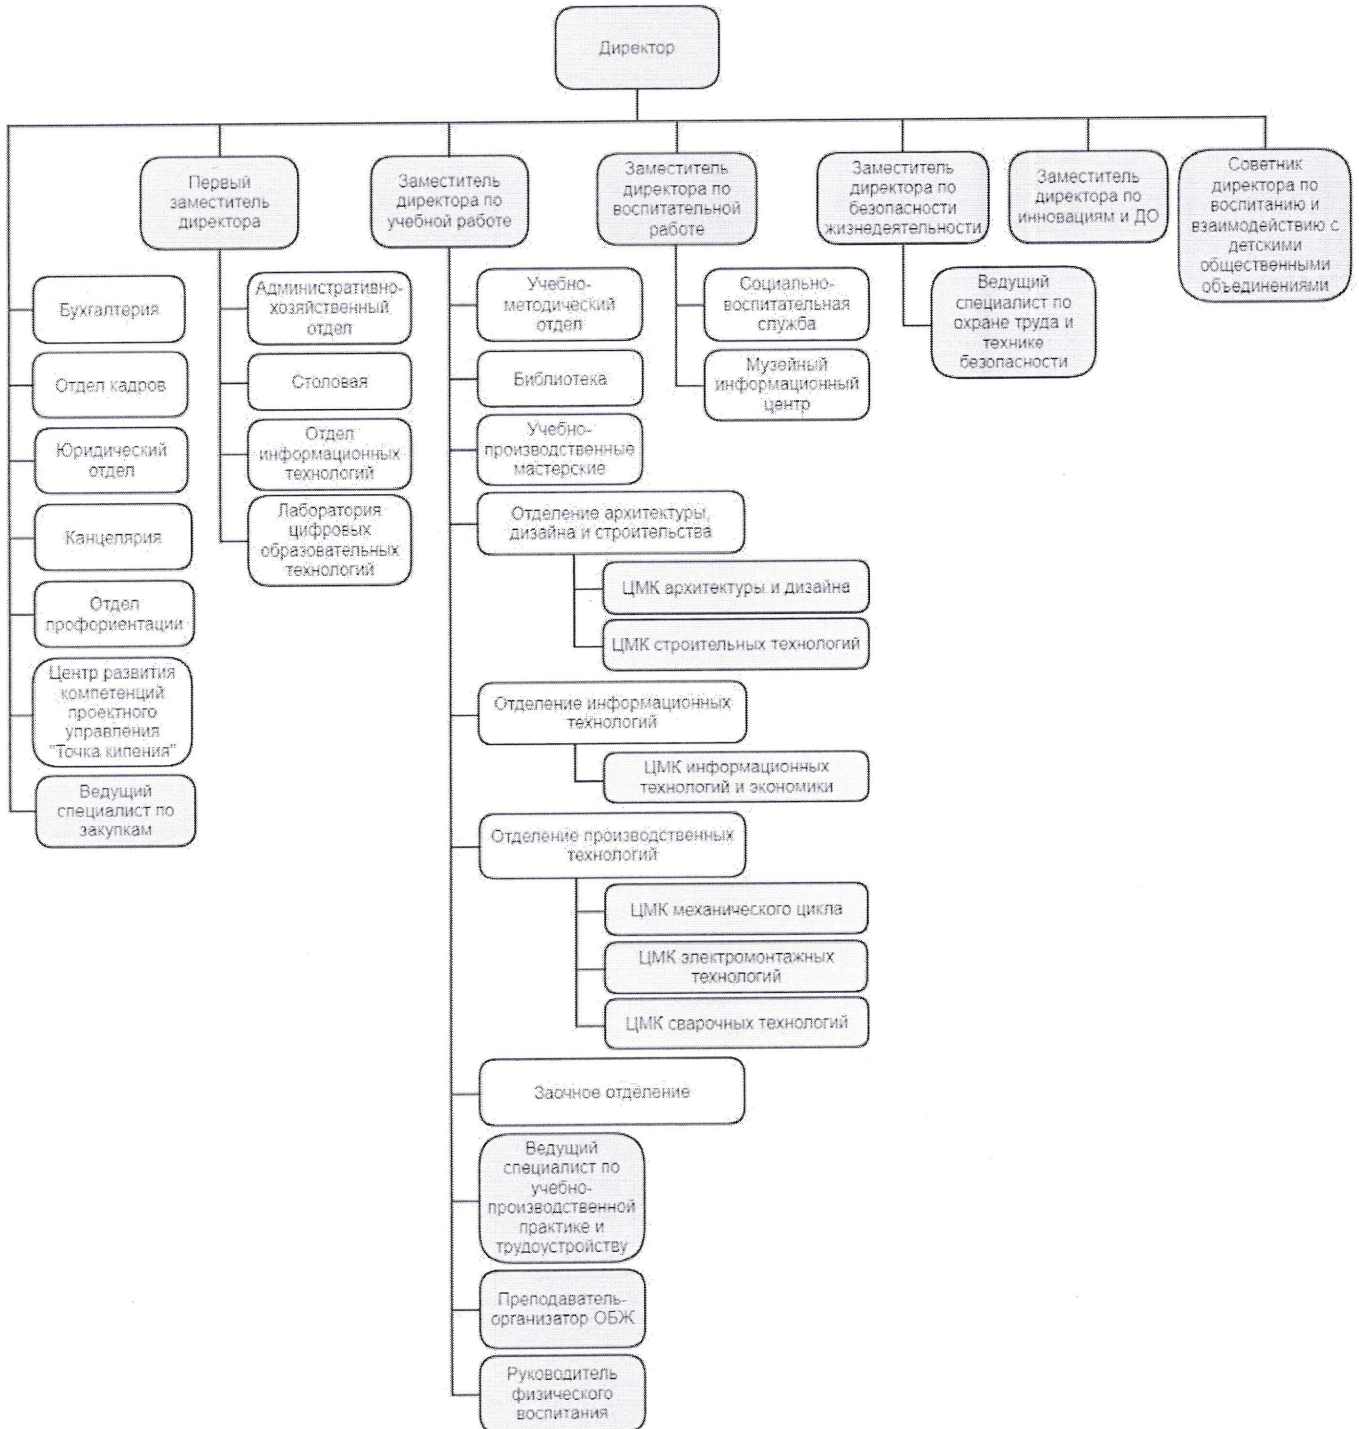 Директор
Первый
заместитель
директора
Заместитель
директора по
учебной работе
Заместитель
директора по
воспитательной
работе
Заместитель
директора по
безопасности
жизнедеятельности
Заместитель
директора по
инновациям и ДО
Советник
директора по
воспитанию и
взаимодействию с
детскими
общественными
объединениями
Бухгалтерия
Отдел кадров
Юридический
отдел
Канцелярия
Отдел
профориентации
Центр развития
компетенций
проектного
управления
"Точка кипения"
Ведущий
специалист по
закупкам
Административно-
хозяйственный
отдел
Столовая
Отдел
информационных
технологий
Лаборатория
цифровых
образовательных
технологий
Учебно-
методический
отдел
Библиотека
Учебно-
производственные
мастерские
Отделение архитектуры,
дизайна и строительства
ЦМК архитектуры и дизайна
ЦМК строительных технологий
Отделение информационных
технологий
ЦМК информационных
технологий и экономики
Отделение производственных
технологий
ЦМК механического цикла
ЦМК электромонтажных
технологий
ЦМК сварочных технологий
Заочное отделение
Ведущий
специалист по
учебно-
производственной
практике и
трудоустройству
Преподаватель-
организатор ОБЖ
Руководитель
физического
воспитания
Социально-
воспитательная
служба
Музейный
информационный
центр
Ведущий
специалист по
охране труда и
технике
безопасности